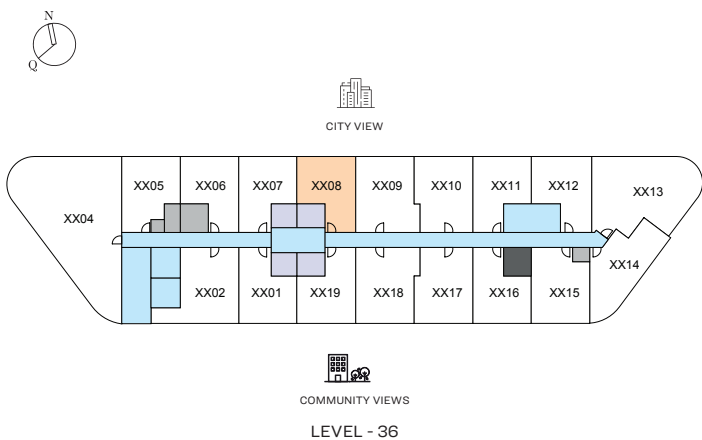 N
Q
CITY VIEW
XX05 XX06 XX07 XX08 XX09 XX10 XX11 XX12 XX13
XX04
XX14
XX02 XX01 XX19 XX18 XX17 XX16 XX15
COMMUNITY VIEWS
LEVEL - 36